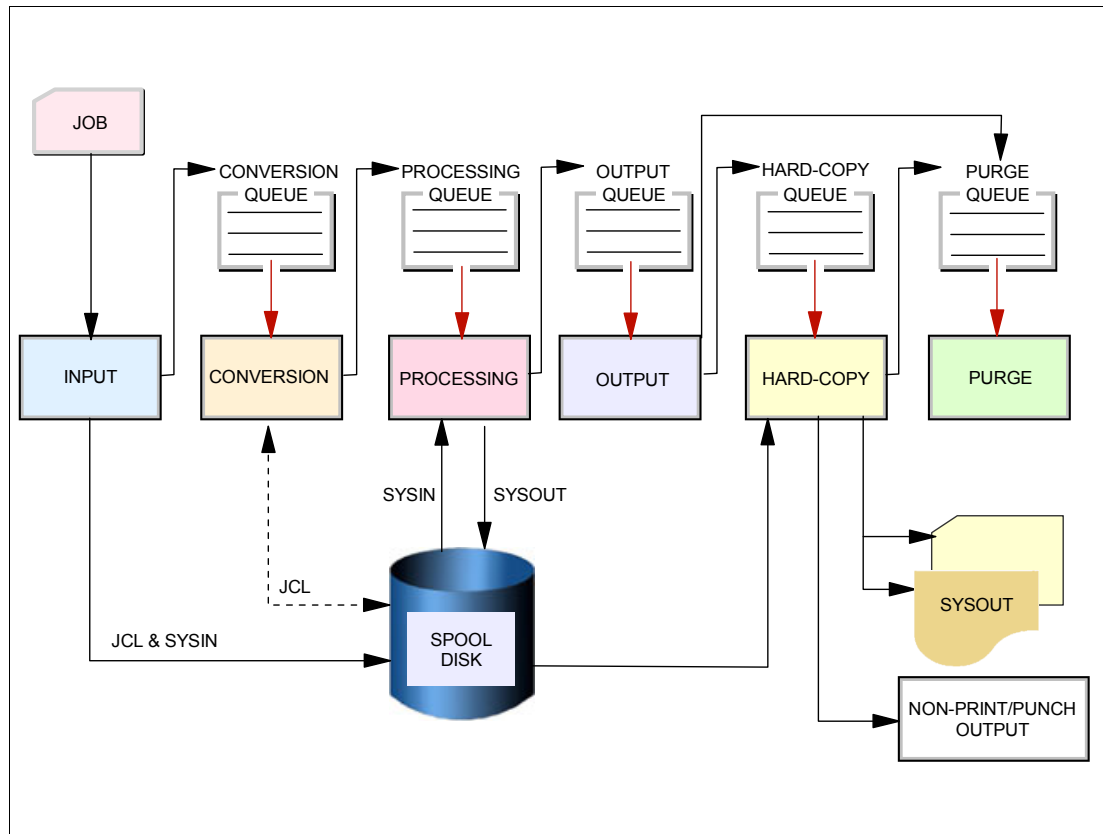 JOB
CONVERSION
QUEUE
PROCESSING
QUEUE
OUTPUT
QUEUE
HARD-COPY
QUEUE
PURGE
QUEUE
INPUT
CONVERSION
PROCESSING
OUTPUT
HARD-COPY
PURGE
SYSIN
SYSOUT
JCL
JCL & SYSIN
SPOOL
DISK
SYSOUT
NON-PRINT/PUNCH
OUTPUT